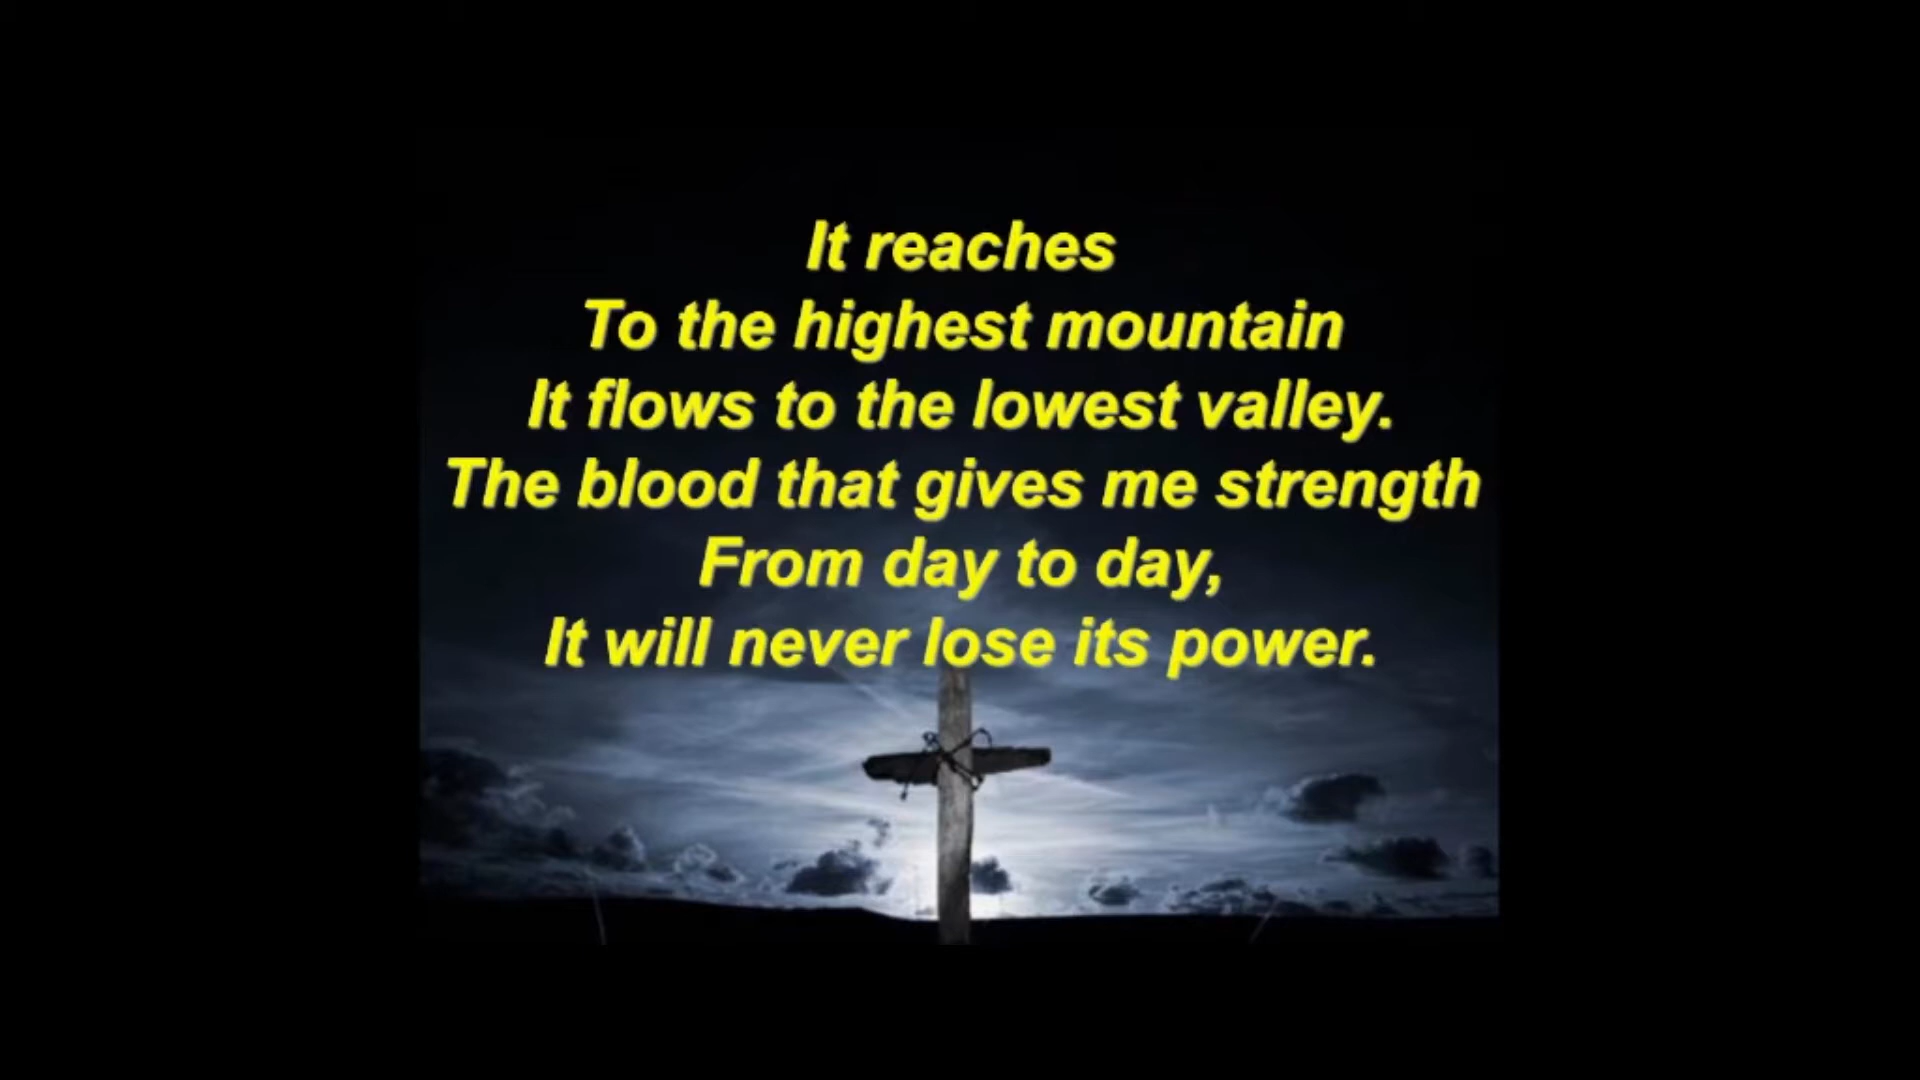 It reaches
To the highest mountain
It flows to the lowest valley.
The blood that gives me strength
From day to day,
It will never lose its power.